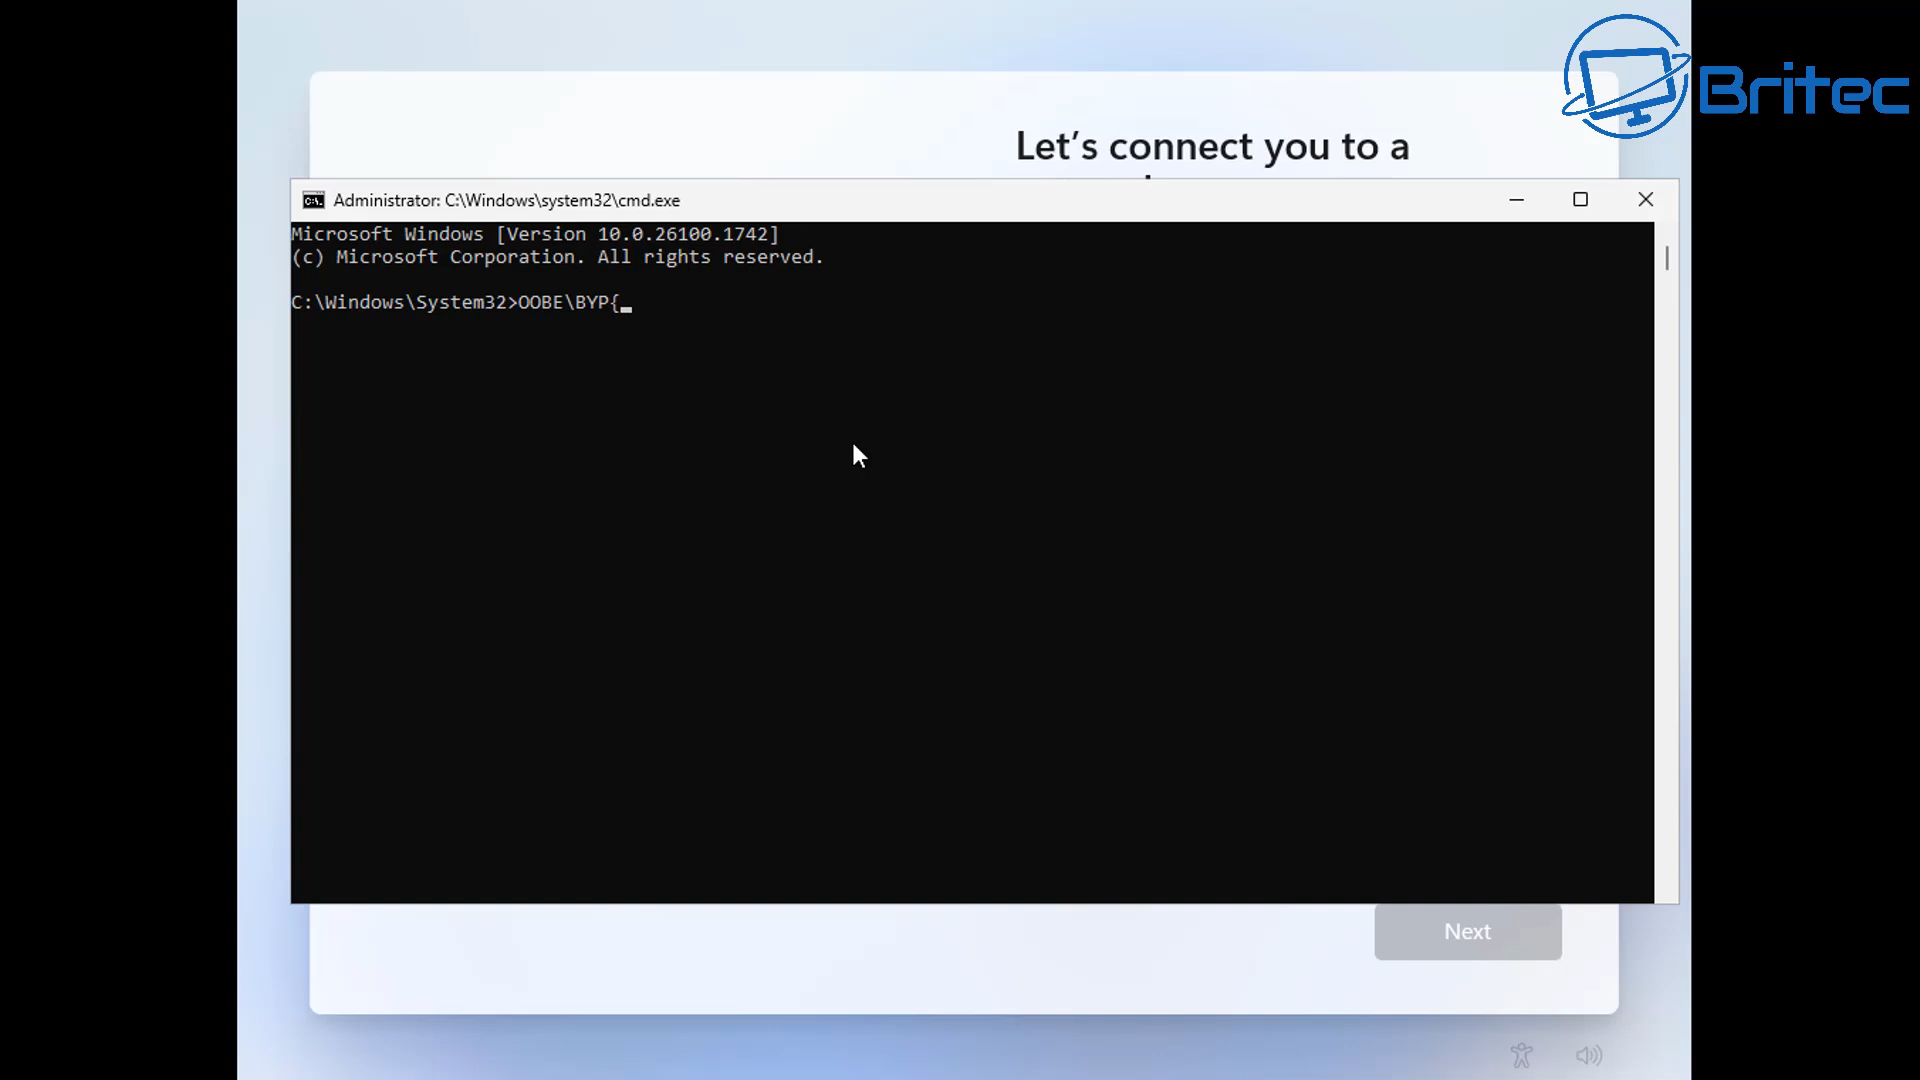 Britec
Let’s connect you to a
Administrator: C:\Windows\system32\cmd.exe
Microsoft Windows [Version 10.0.26100.1742]
(c) Microsoft Corporation. All rights reserved.
C:\Windows\System32>OOBE\BYP{
Next